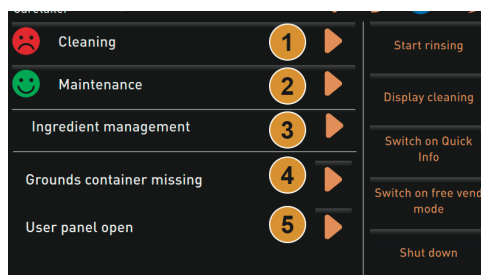 Caretaker
Cleaning 1
Maintenance 2
Ingredient management 3
Grounds container missing 4
User panel open 5
Start rinsing
Display cleaning
Switch on Quick
Info
Switch on free vend
mode
Shut down